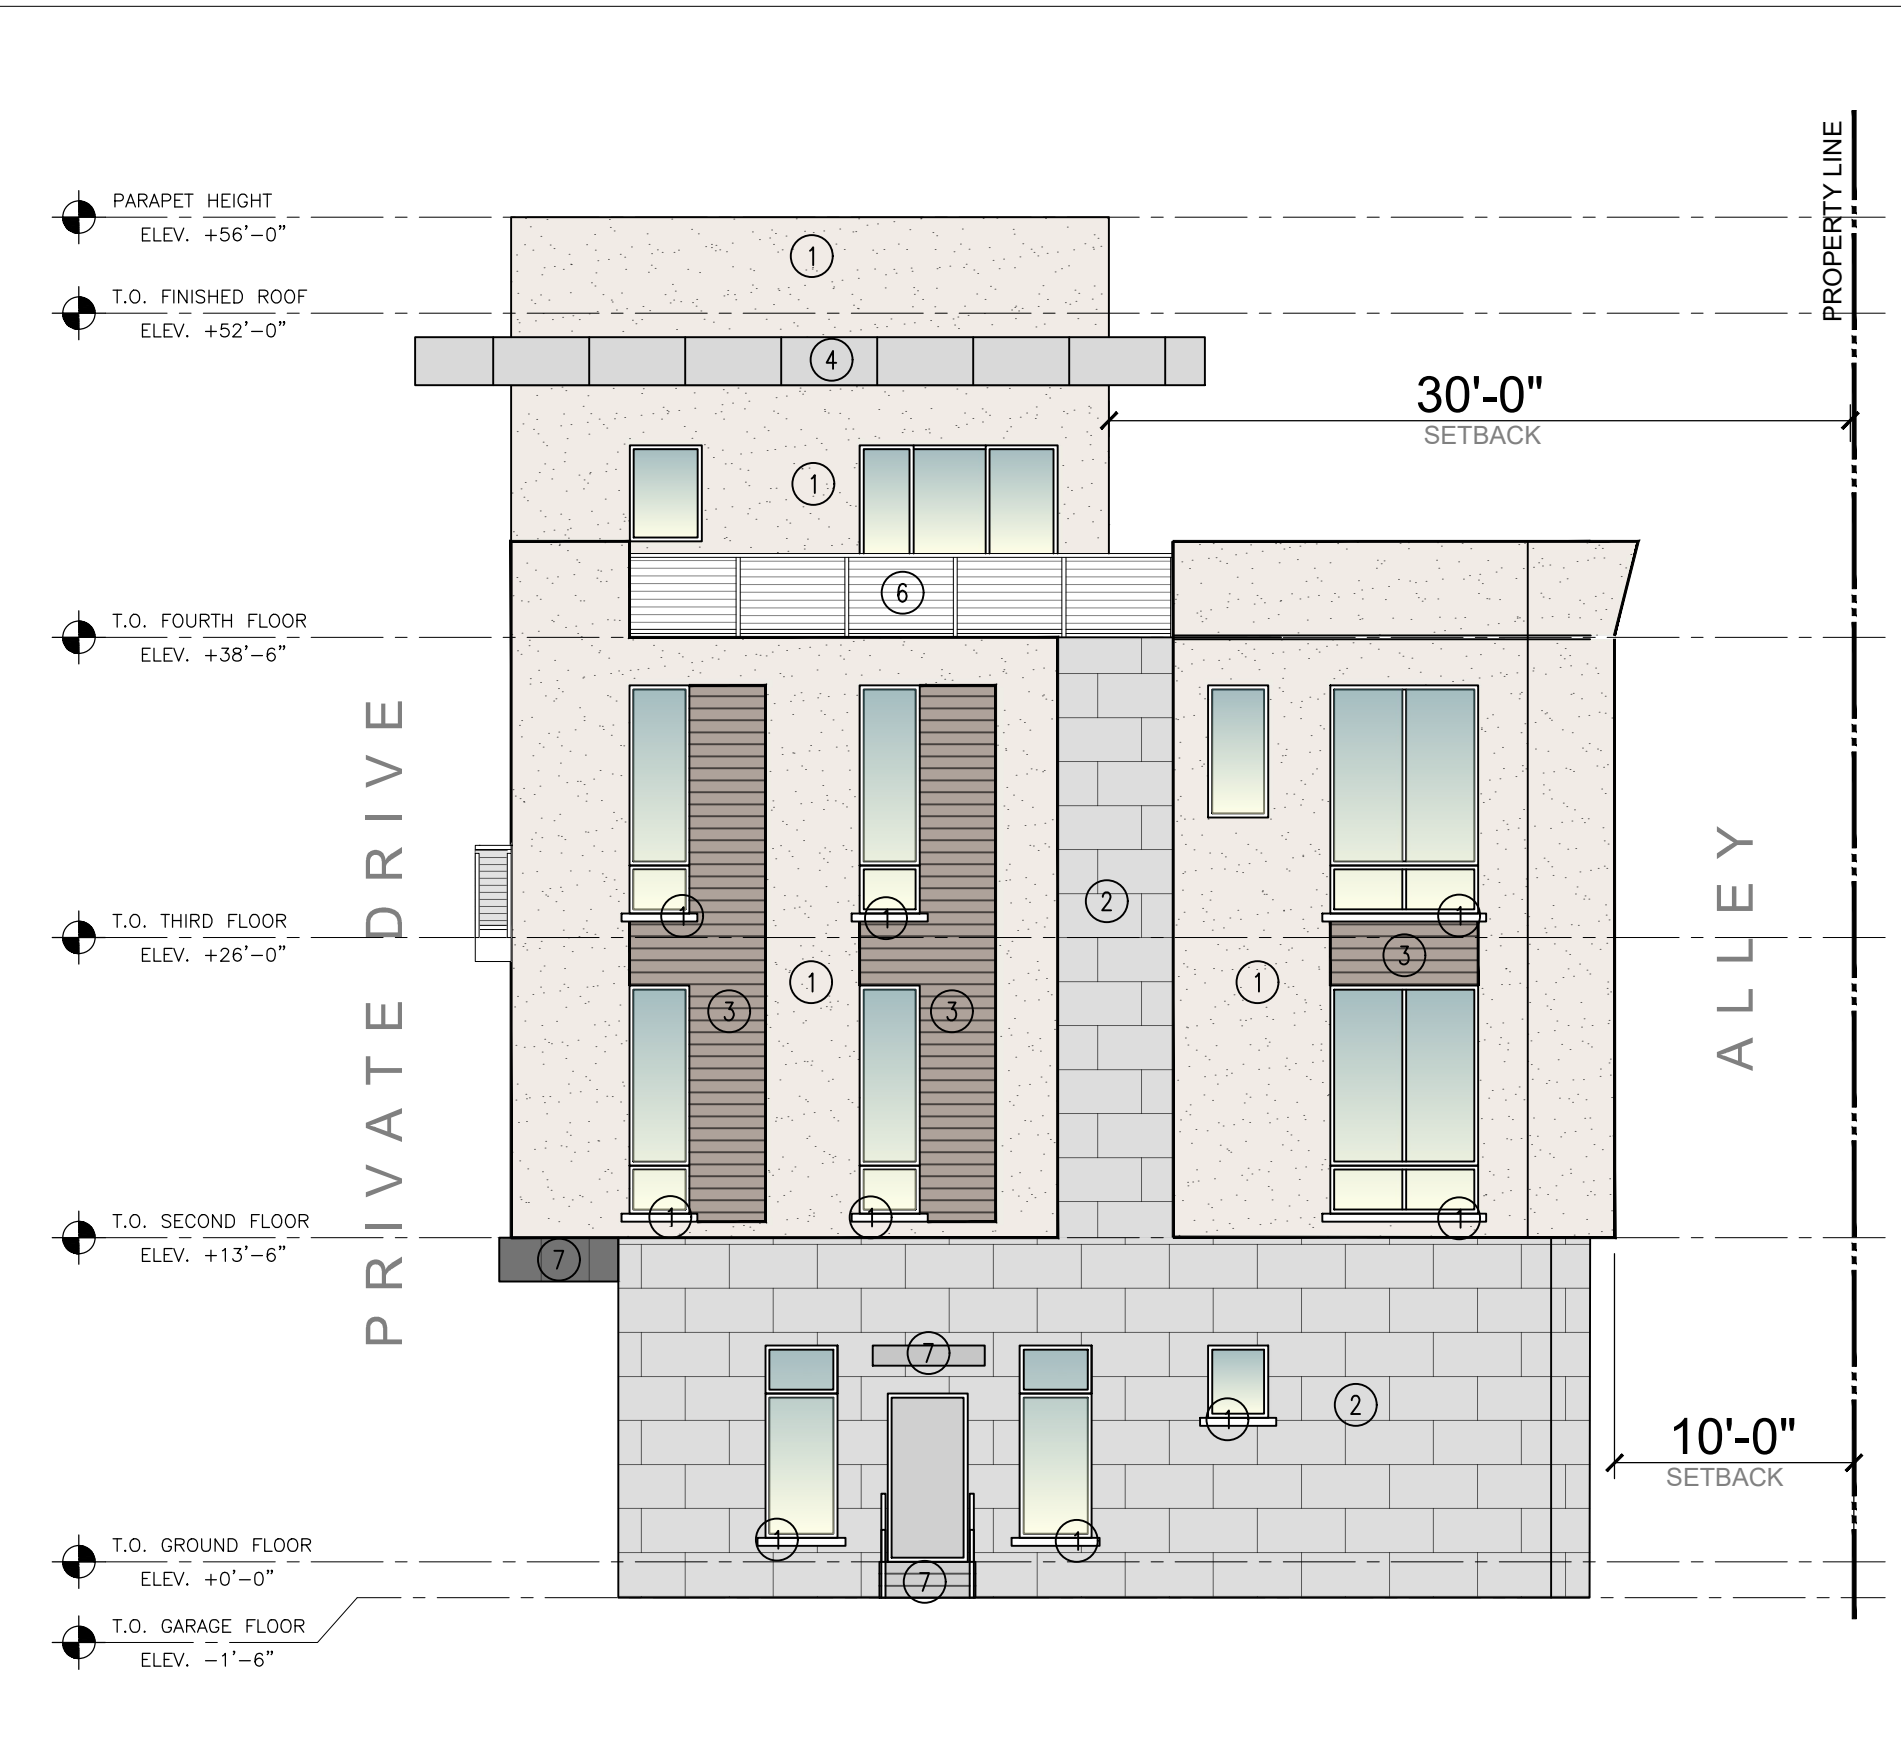 PROPERTY LINE
PARAPET HEIGHT
ELEV. +56'-0"
1
T.O. FINISHED ROOF
ELEV. +52'-0"
4
30'-0"
SETBACK
1
6
T.O. FOURTH FLOOR
ELEV. +38'-6"
PRIVATE DRIVE
ALLEY
2
1
1
1
T.O. THIRD FLOOR
ELEV. +26'-0"
3
1
1
3
3
T.O. SECOND FLOOR
ELEV. +13'-6"
1
1
1
7
7
2
1
10'-0"
SETBACK
1
1
T.O. GROUND FLOOR
ELEV. +0'-0"
7
T.O. GARAGE FLOOR
ELEV. -1'-6"